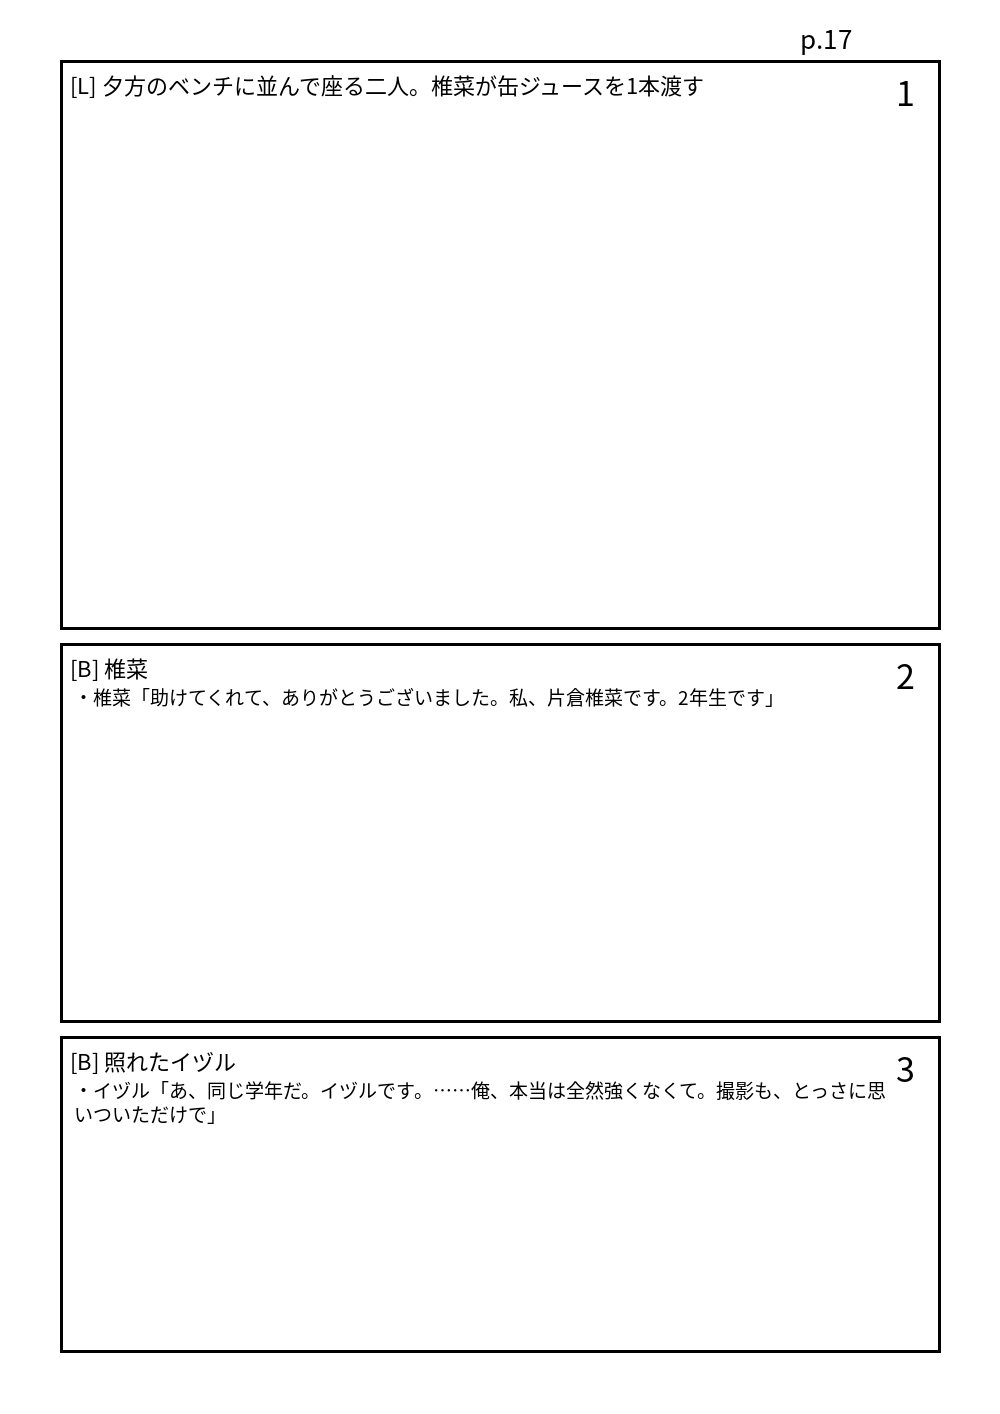 p.17
[L] 夕方のベンチに並んで座る二人。椎菜が缶ジュースを1本渡す
1
[B] 椎菜
2
・椎菜「助けてくれて、ありがとうございました。私、片倉椎菜です。2年生です」
[B] 照れたイヅル
3
・イヅル「あ、同じ学年だ。イヅルです。……俺、本当は全然強くなくて。撮影も、とっさに思
いついただけで」